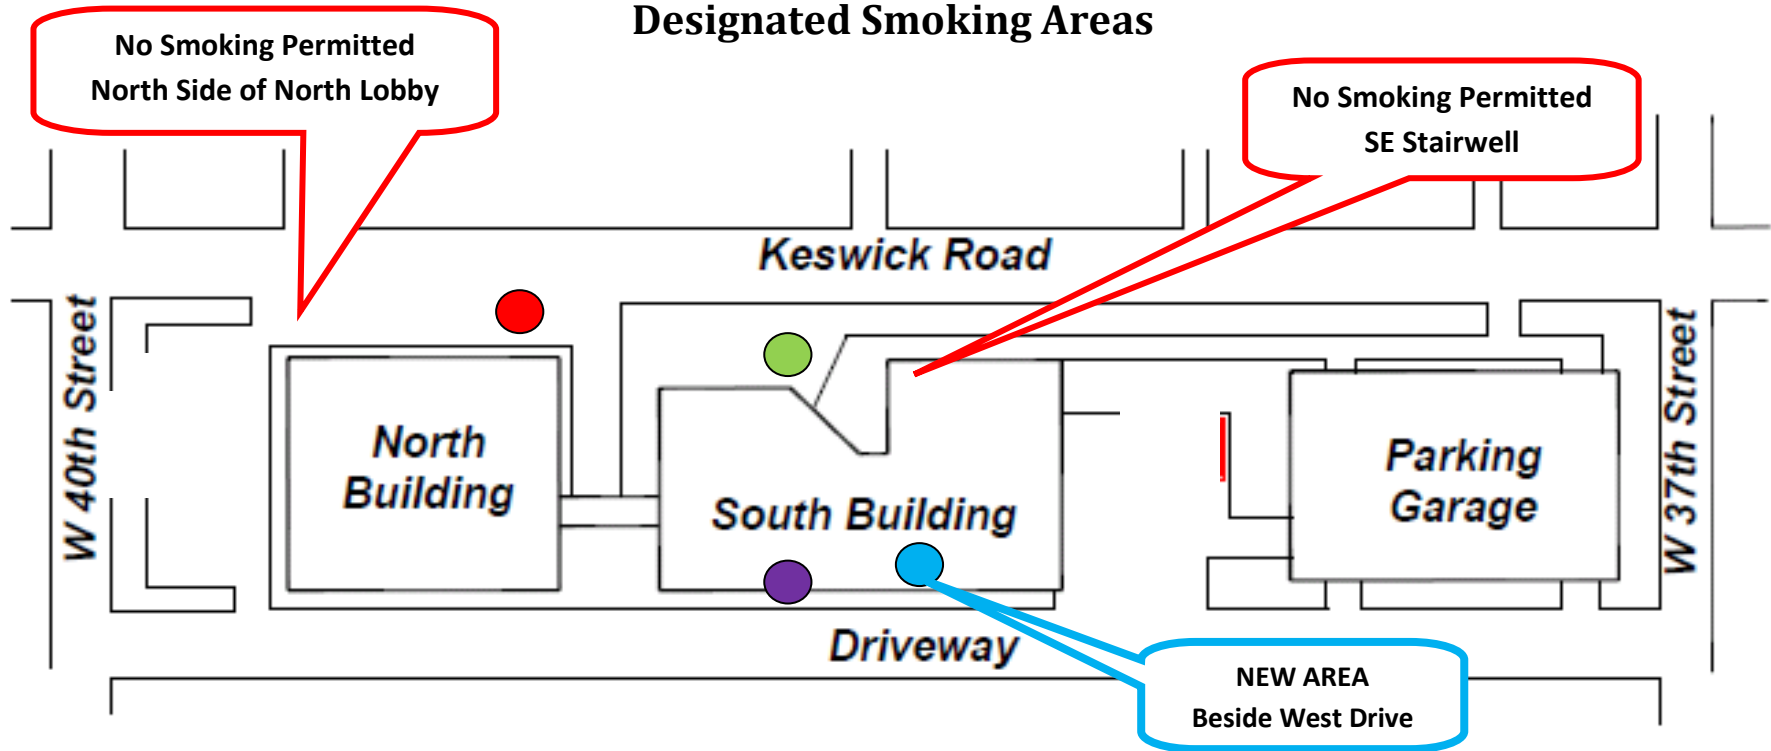 Designated Smoking Areas
No Smoking Permitted
North Side of North Lobby
No Smoking Permitted
SE Stairwell
Keswick Road
W 40th Street
North
Building
South Building
Parking
Garage
W 37th Street
Driveway
NEW AREA
Beside West Drive